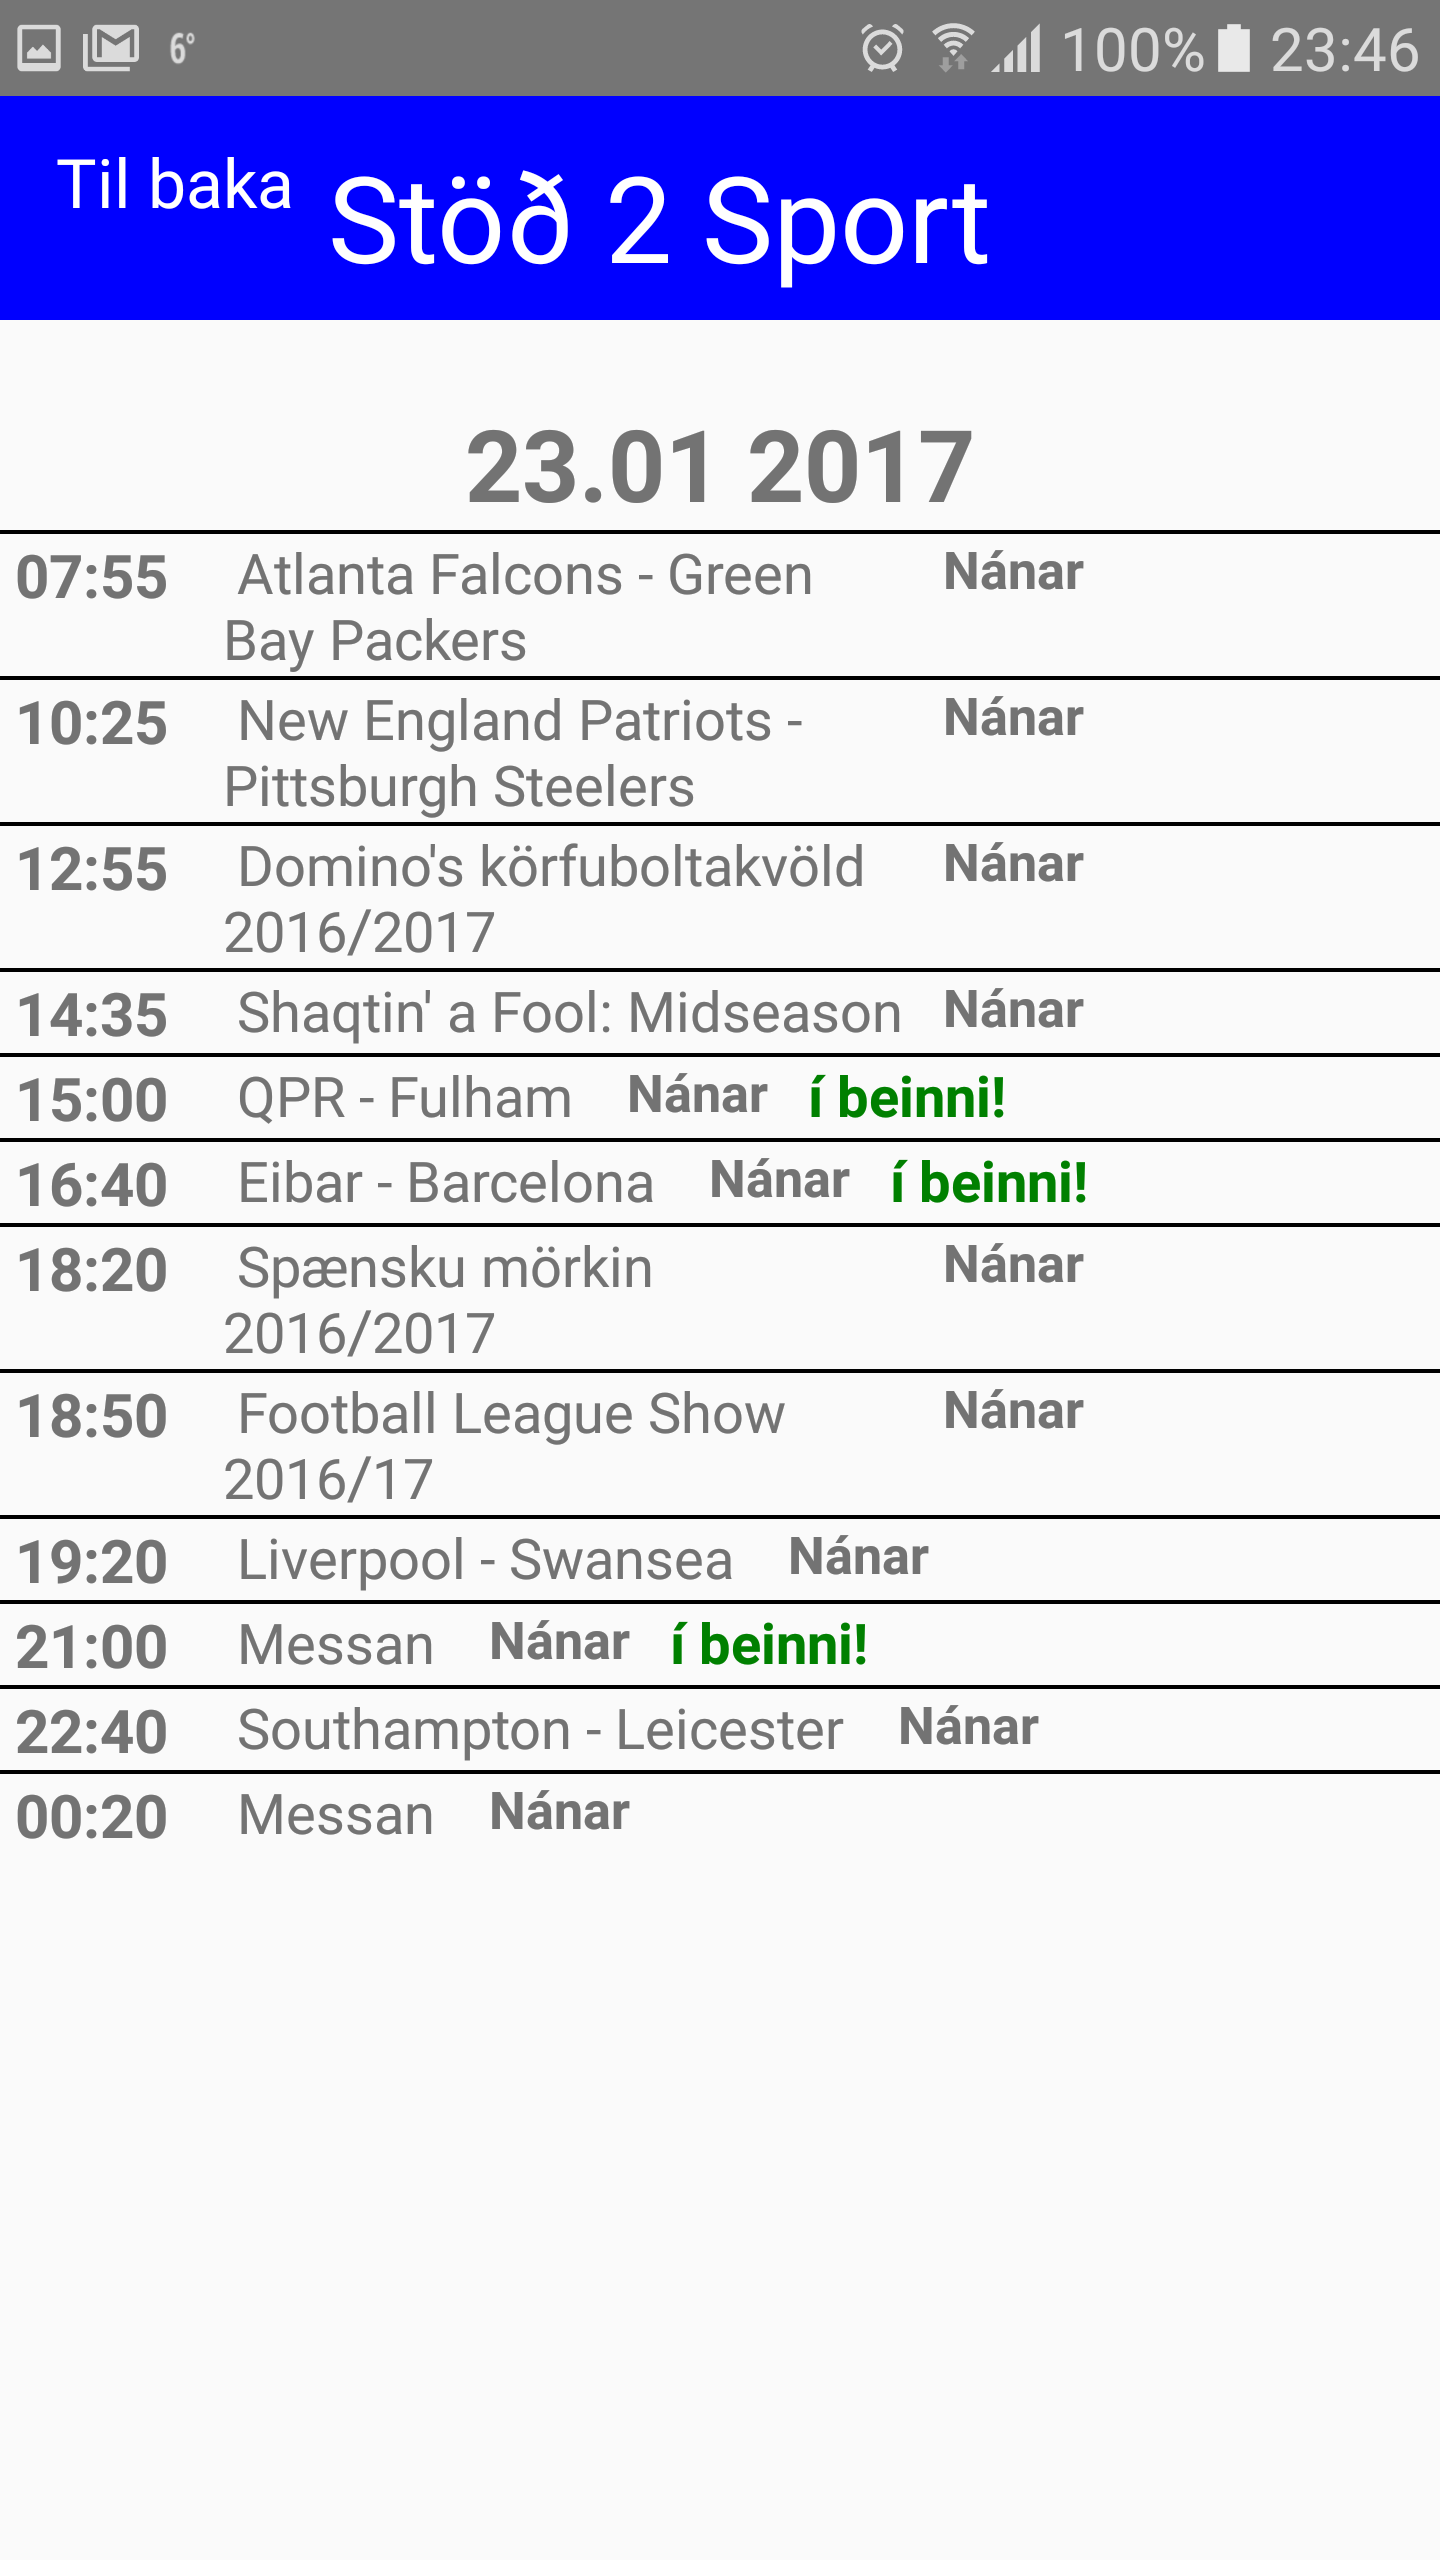 6° 100% 23:46
Til baka Stöð 2 Sport
23.01 2017
07:55 Atlanta Falcons - Green Nánar
Bay Packers
10:25 New England Patriots - Nánar
Pittsburgh Steelers
12:55 Domino's körfuboltakvöld Nánar
2016/2017
14:35 Shaqtin' a Fool: Midseason Nánar
15:00 QPR - Fulham Nánar í beinni!
16:40 Eibar - Barcelona Nánar í beinni!
18:20 Spænsku mörkin Nánar
2016/2017
18:50 Football League Show Nánar
2016/17
19:20 Liverpool - Swansea Nánar
21:00 Messan Nánar í beinni!
22:40 Southampton - Leicester Nánar
00:20 Messan Nánar